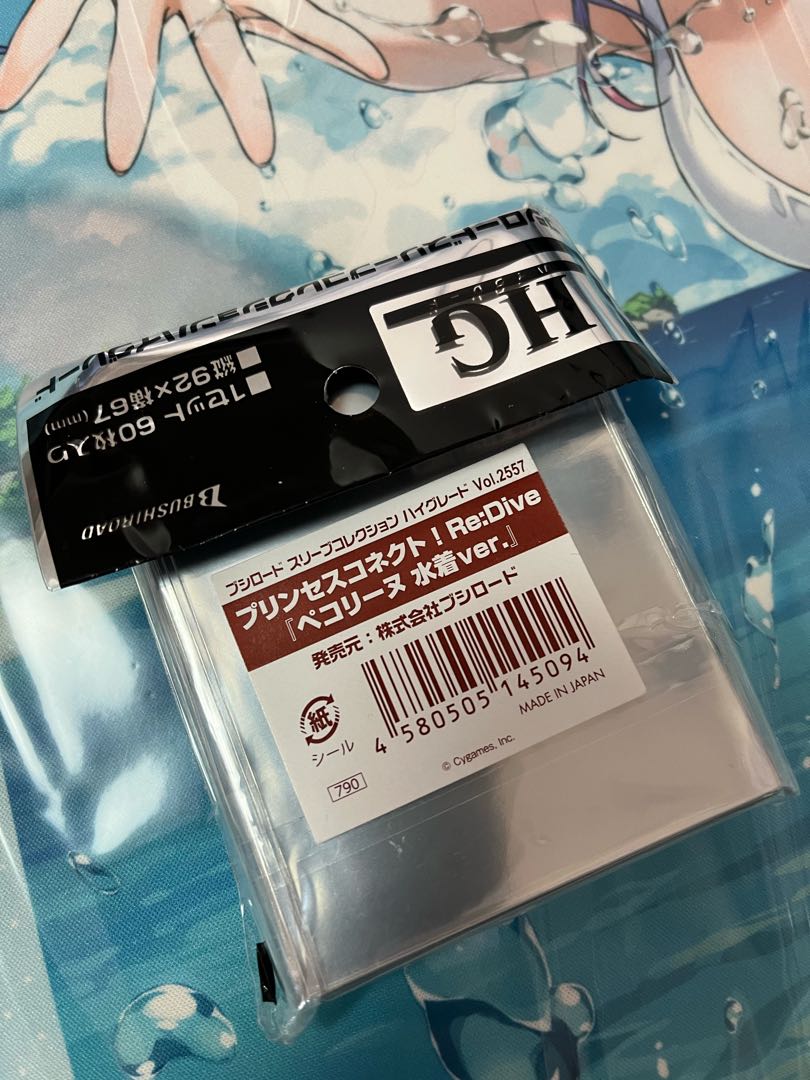 HG
■1セット 60枚入り
■縦92×横67(mm)
BUSHIROAD
ブシロード スリーブコレクション ハイグレード Vol.2557
プリンセスコネクト！Re:Dive
『ペコリーヌ 水着ver.』
発売元：株式会社ブシロード
紙
シール
4 580505 145094
MADE IN JAPAN
© Cygames, Inc.
790